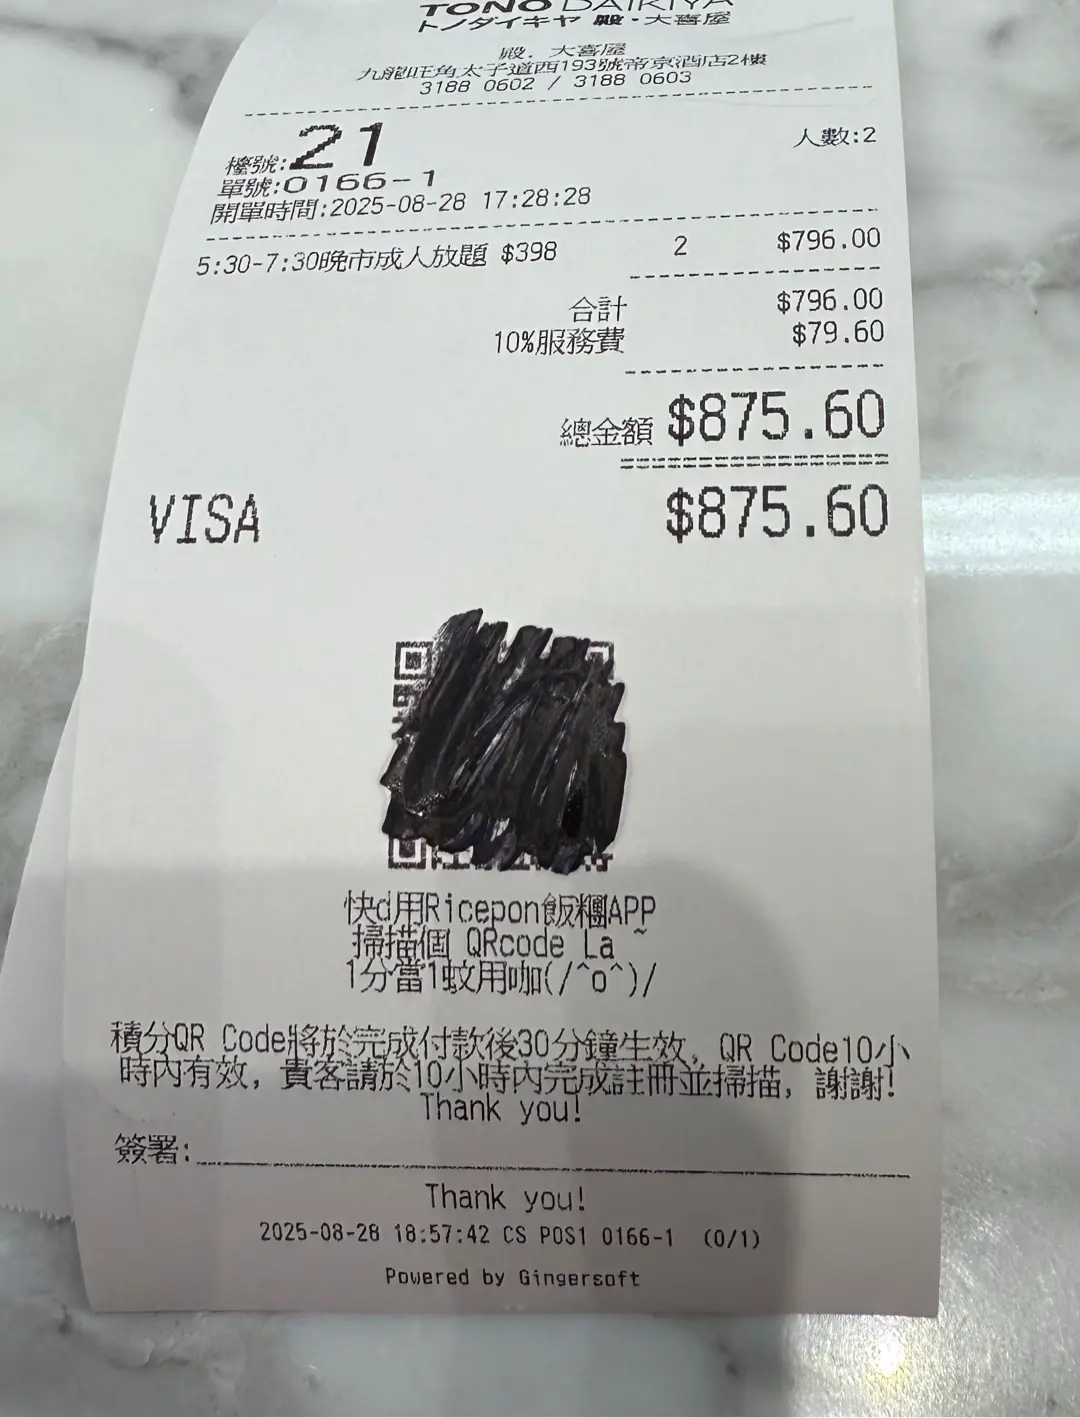 TONO DAIKIYA
トノダイキヤ 殿・大喜屋
殿．大喜屋
九龍旺角太子道西193號帝京酒店2樓
3188 0602 / 3188 0603
檯號:21
人數:2
單號:0166-1
開單時間:2025-08-28 17:28:28
5:30-7:30晚市成人放題 $398 2 $796.00
合計 $796.00
10%服務費 $79.60
總金額 $875.60
VISA $875.60
快d用Ricepon飯糰APP
掃描個 QRcode La ~
1分當1蚊用咖(/^o^)/
積分QR Code將於完成付款後30分鐘生效, QR Code10小
時內有效, 貴客請於10小時內完成註冊並掃描, 謝謝!
Thank you!
簽署:
Thank you!
2025-08-28 18:57:42 CS POS1 0166-1 (0/1)
Powered by Gingersoft